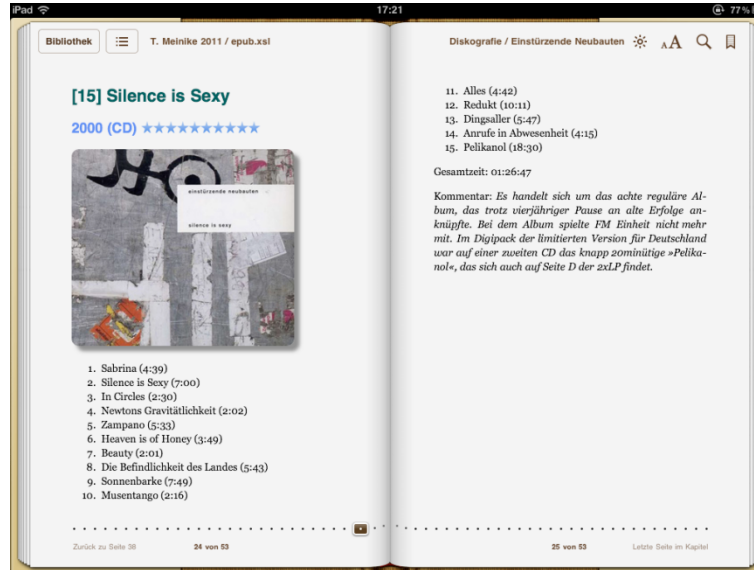 iPad
17:21
77%
Bibliothek
T. Meinike 2011 / epub.xsl
Diskografie / Einstürzende Neubauten
AA
[15] Silence is Sexy
2000 (CD) ★★★★★★★★★★
einstürzende neubauten
silence is sexy
1. Sabrina (4:39)
2. Silence is Sexy (7:00)
3. In Circles (2:30)
4. Newtons Gravitätlichkeit (2:02)
5. Zampano (5:33)
6. Heaven is of Honey (3:49)
7. Beauty (2:01)
8. Die Befindlichkeit des Landes (5:43)
9. Sonnenbarke (7:49)
10. Musentango (2:16)
Zurück zu Seite 38
24 von 53
11. Alles (4:42)
12. Redukt (10:11)
13. Dingsaller (5:47)
14. Anrufe in Abwesenheit (4:15)
15. Pelikanol (18:30)
Gesamtzeit: 01:26:47
Kommentar: Es handelt sich um das achte reguläre Al-
bum, das trotz vierjähriger Pause an alte Erfolge an-
knüpfte. Bei dem Album spielte FM Einheit nicht mehr
mit. Im Digipack der limitierten Version für Deutschland
war auf einer zweiten CD das knapp 20minütige »Pelika-
nol«, das sich auch auf Seite D der 2xLP findet.
25 von 53
Letzte Seite im Kapitel